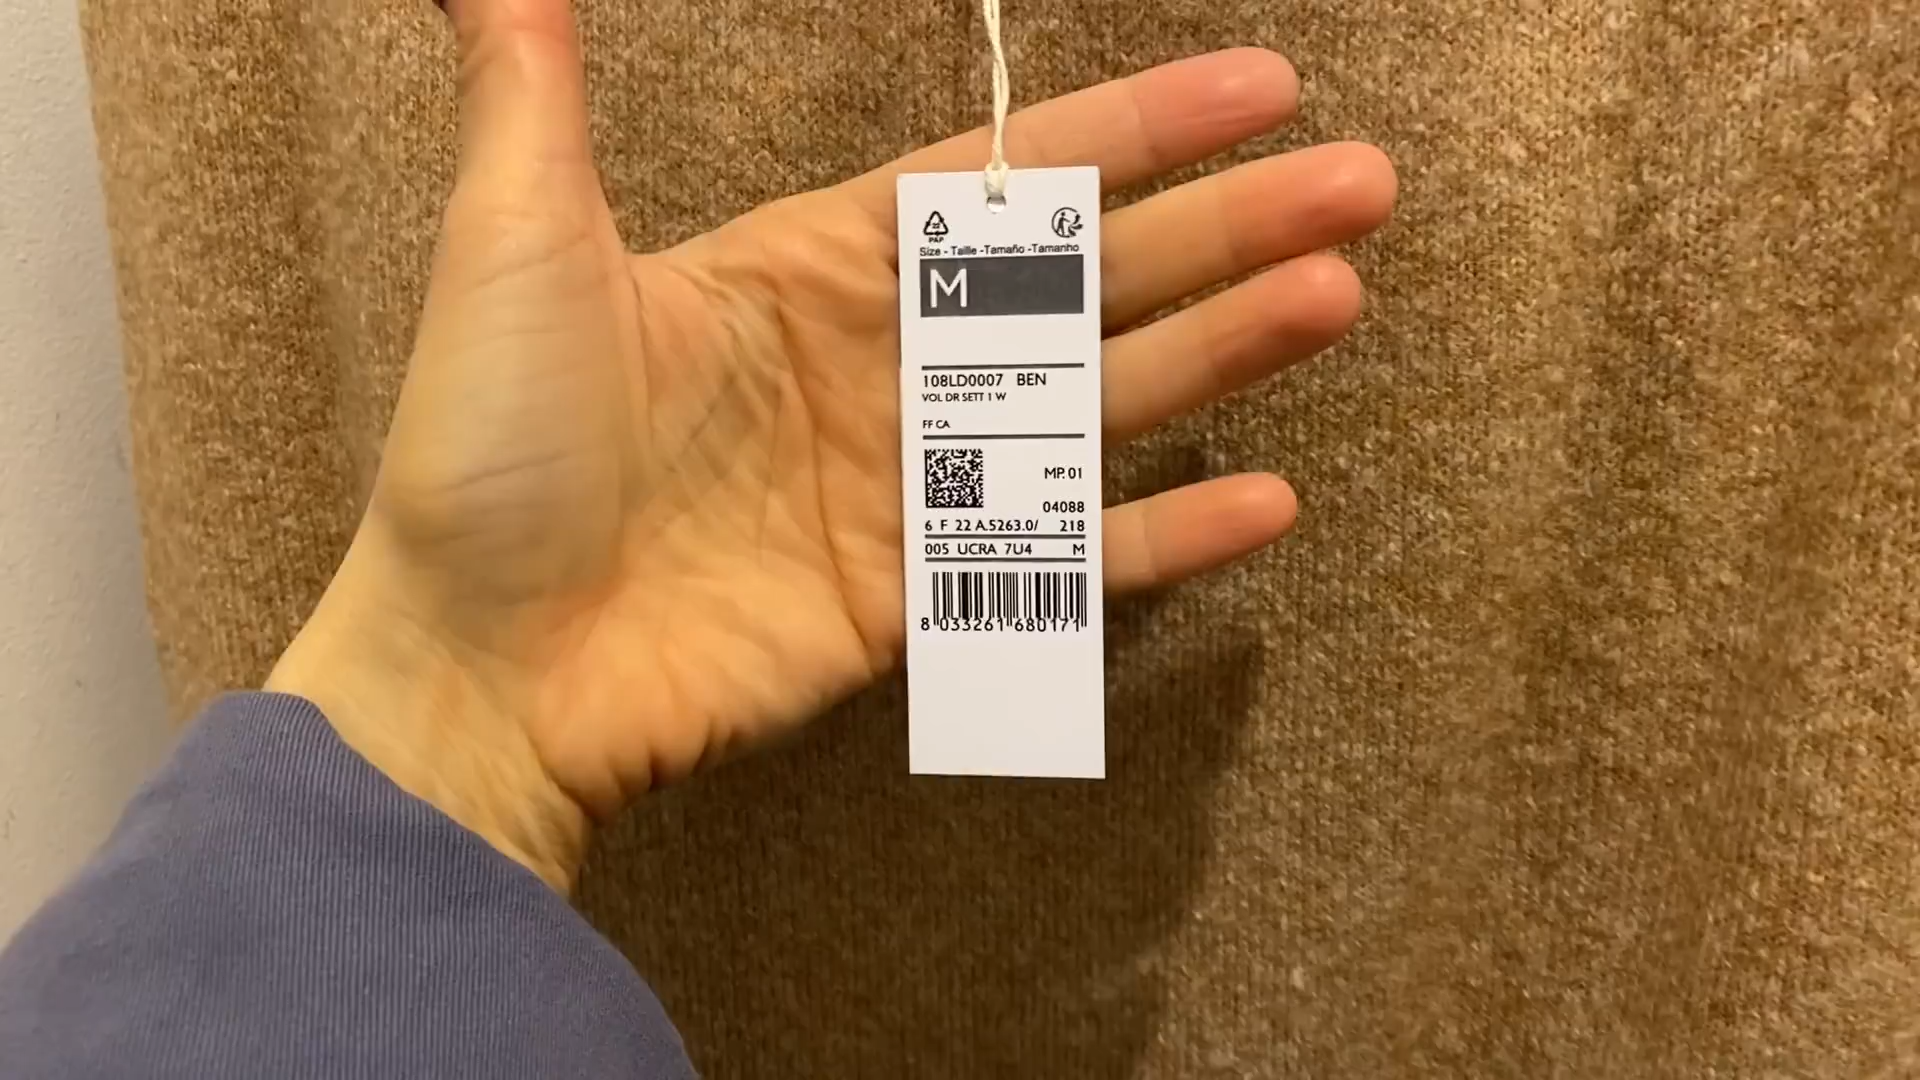 PAP
Size - Taille -Tamaño -Tamanho
M
108LD0007 BEN
VOL DR SETT 1 W
FF CA
MP. 01
04088
6 F 22 A.5263.0/ 218
005 UCRA 7U4 M
8 033261 680171